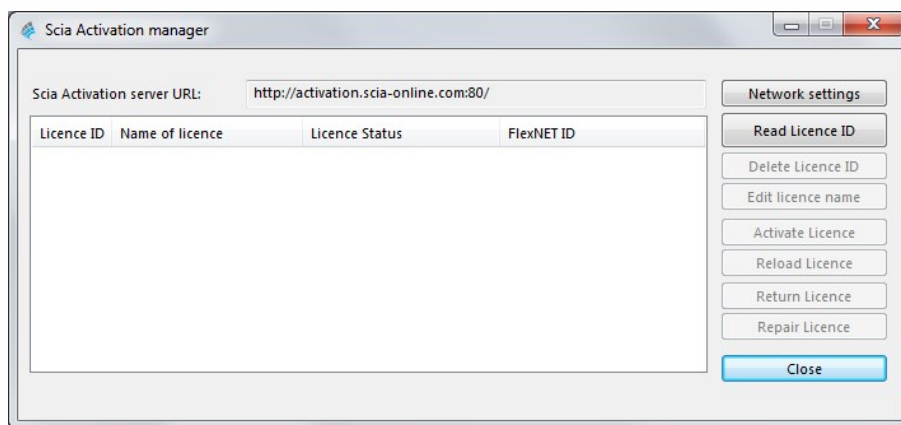 Scia Activation manager
Scia Activation server URL: http://activation.scia-online.com:80/ Network settings
Licence ID Name of licence Licence Status FlexNET ID
Read Licence ID
Delete Licence ID
Edit licence name
Activate Licence
Reload Licence
Return Licence
Repair Licence
Close